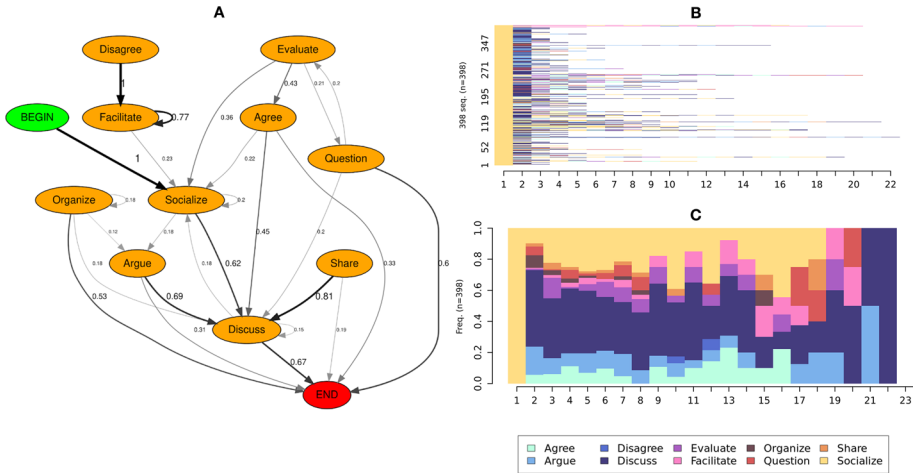 A
Disagree
Evaluate
BEGIN
Facilitate
Agree
Question
Organize
Socialize
Argue
Share
Discuss
END
1
0.77
0.23
1
0.43
0.21
0.2
0.36
0.22
0.18
0.2
0.12
0.18
0.18
0.62
0.45
0.2
0.33
0.6
0.53
0.69
0.31
0.18
0.81
0.15
0.19
0.67
B
398 seq. (n=398)
347
271
195
119
52
1
1 2 3 4 5 6 7 8 9 10 12 14 16 18 20 22
C
Freq. (n=398)
1.0
0.8
0.6
0.4
0.2
0.0
1 2 3 4 5 6 7 8 9 11 13 15 17 19 21 23
Agree Disagree Evaluate Organize Share
Argue Discuss Facilitate Question Socialize